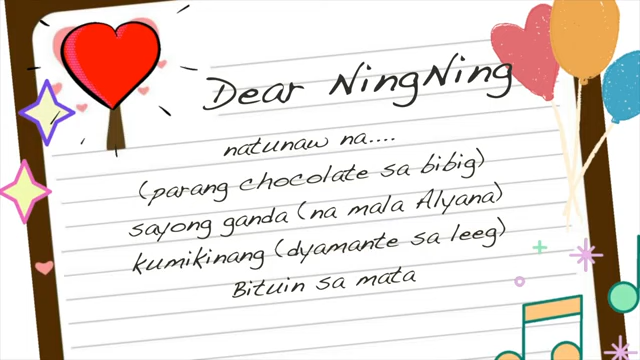 Dear NingNing
natunaw na....
(parang chocolate sa bibig)
sayong ganda (na mala Alyana)
kumikinang (dyamante sa leeg)
Bituin sa mata